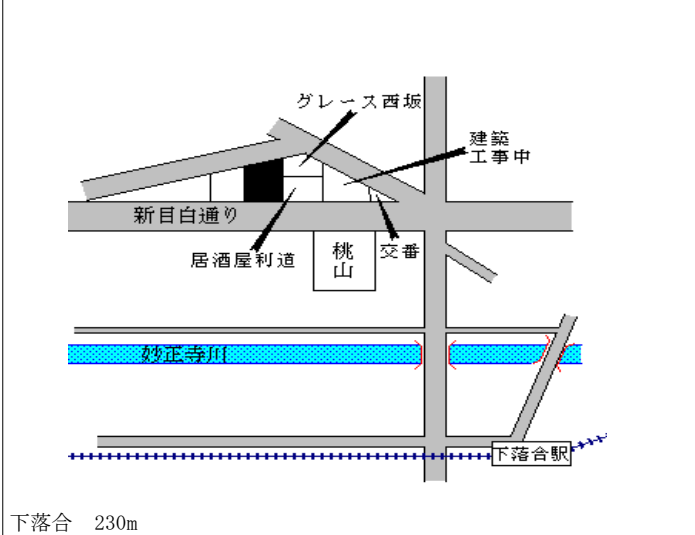 グレース西坂
建築
工事中
新目白通り
居酒屋利道
桃
山
交番
妙正寺川
下落合駅
下落合　230m